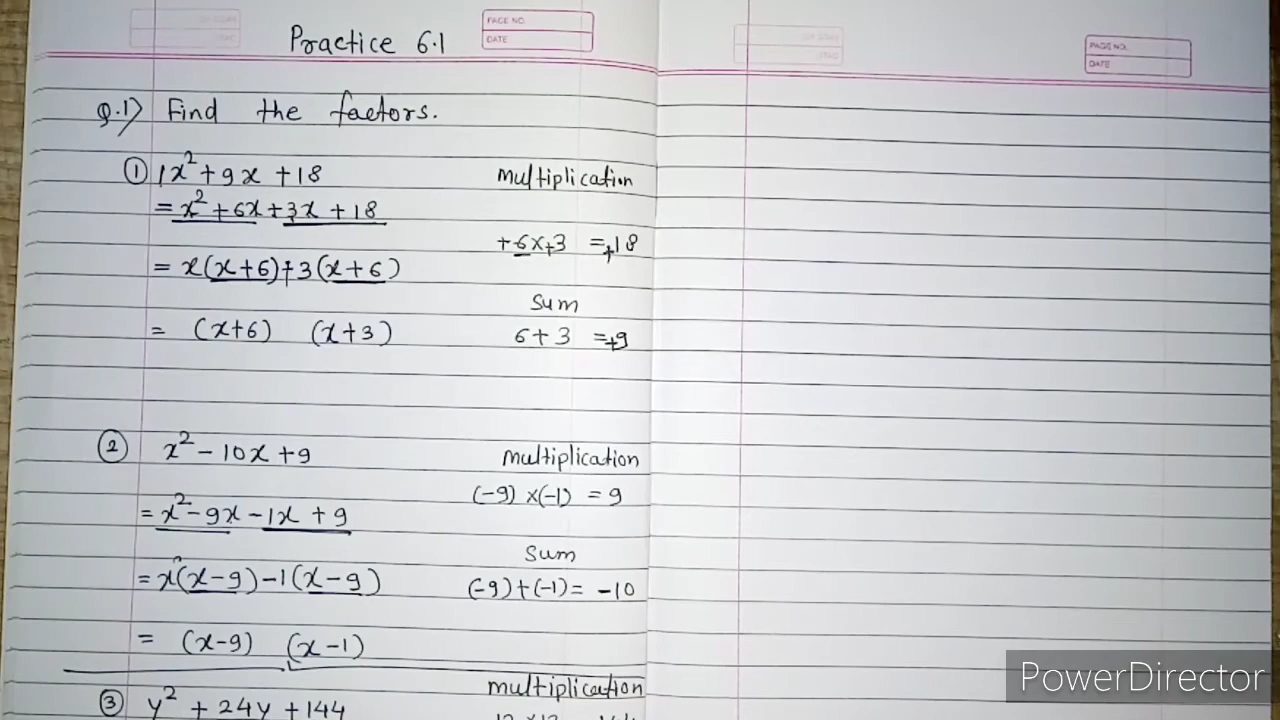 Practice 6.1
PAGE NO.
DATE
PAGE NO.
DATE
Q.1) Find the factors.
① 1x² + 9x + 18
= x² + 6x + 3x + 18
= x(x+6)+3(x+6)
= (x+6) (x+3)
multiplication
+6x+3 =+18
Sum
6+3 =+9
② x² - 10x + 9
= x² - 9x - 1x + 9
= x(x-9)-1(x-9)
= (x-9) (x-1)
multiplication
(-9) x(-1) = 9
Sum
(-9)+(-1)= -10
③ y² + 24y + 144
multiplication
PowerDirector